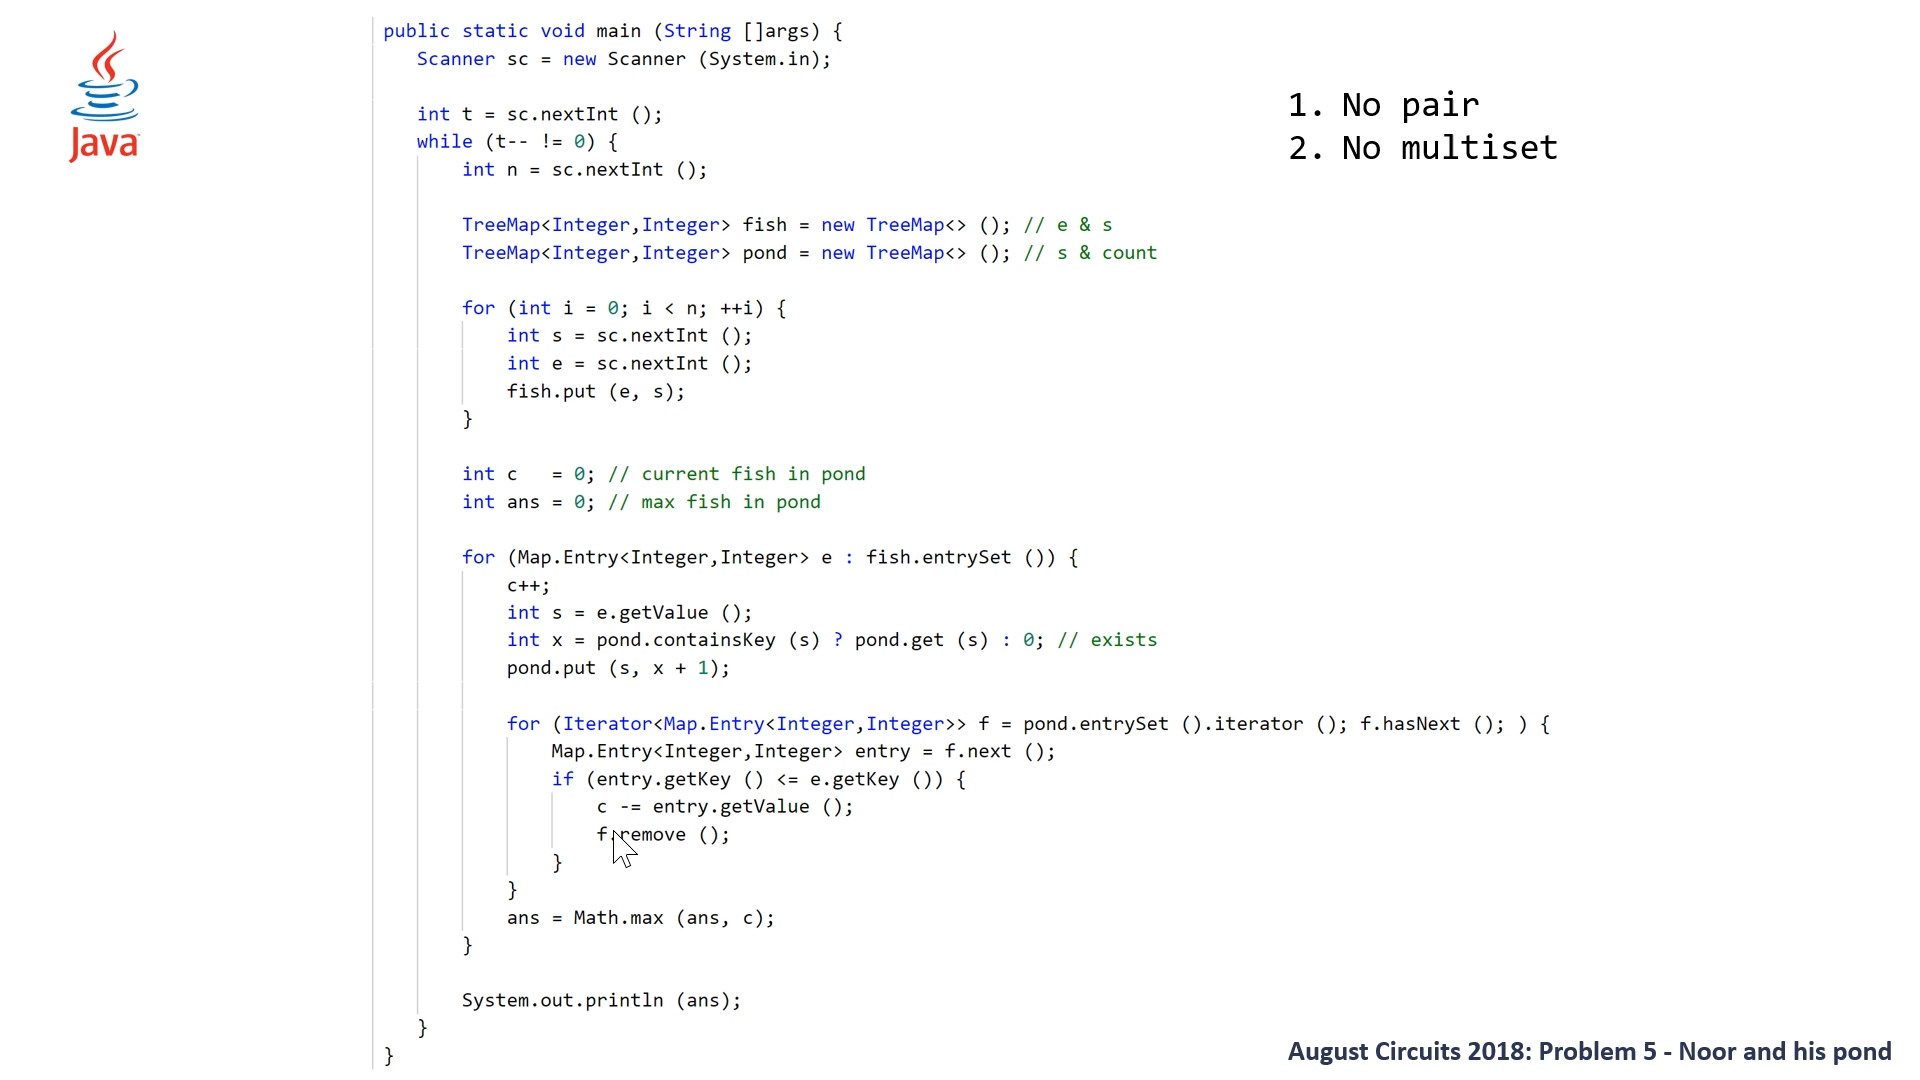 Java
public static void main (String []args) {
Scanner sc = new Scanner (System.in);
int t = sc.nextInt ();
while (t-- != 0) {
int n = sc.nextInt ();
TreeMap<Integer,Integer> fish = new TreeMap<> (); // e & s
TreeMap<Integer,Integer> pond = new TreeMap<> (); // s & count
for (int i = 0; i < n; ++i) {
int s = sc.nextInt ();
int e = sc.nextInt ();
fish.put (e, s);
}
int c   = 0; // current fish in pond
int ans = 0; // max fish in pond
for (Map.Entry<Integer,Integer> e : fish.entrySet ()) {
c++;
int s = e.getValue ();
int x = pond.containsKey (s) ? pond.get (s) : 0; // exists
pond.put (s, x + 1);
for (Iterator<Map.Entry<Integer,Integer>> f = pond.entrySet ().iterator (); f.hasNext (); ) {
Map.Entry<Integer,Integer> entry = f.next ();
if (entry.getKey () <= e.getKey ()) {
c -= entry.getValue ();
f.remove ();
}
}
ans = Math.max (ans, c);
}
System.out.println (ans);
}
}
1. No pair
2. No multiset
August Circuits 2018: Problem 5 - Noor and his pond